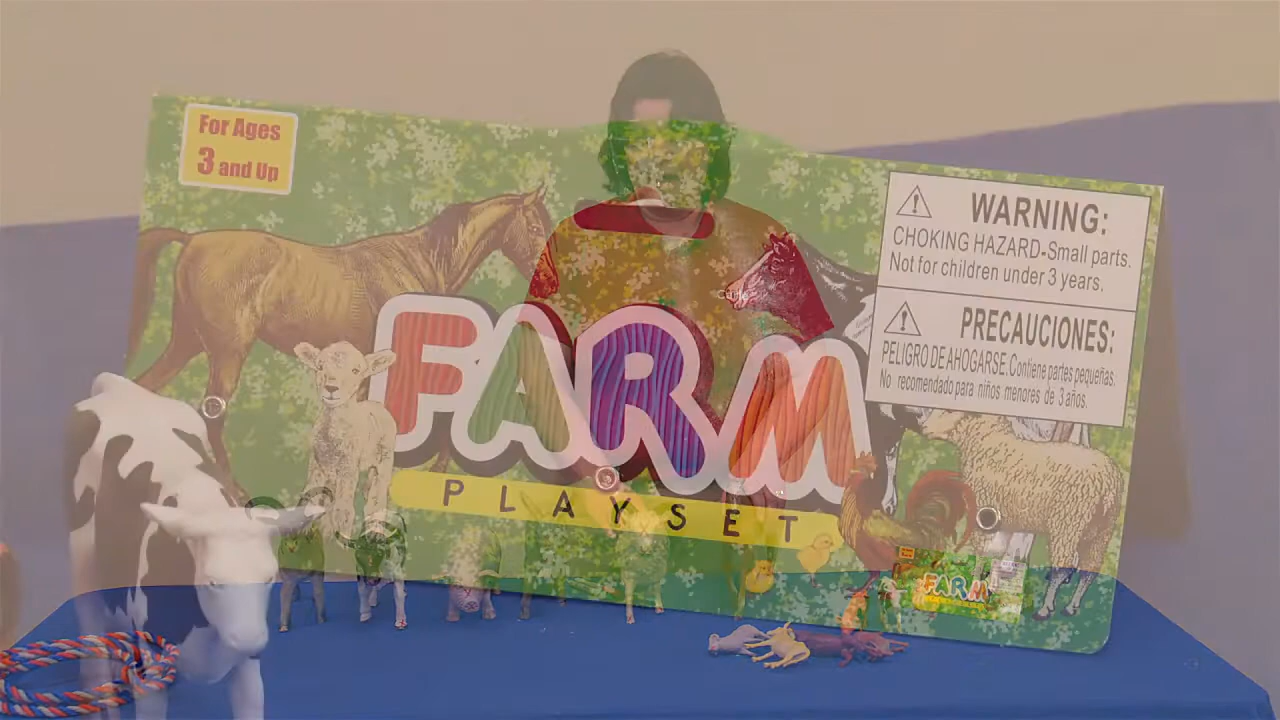 For Ages
3 and Up
WARNING:
CHOKING HAZARD-Small parts.
Not for children under 3 years.
PRECAUCIONES:
PELIGRO DE AHOGARSE.Contiene partes pequeñas.
No recomendado para niños menores de 3 años.
FARM
PLAYSET
FARM